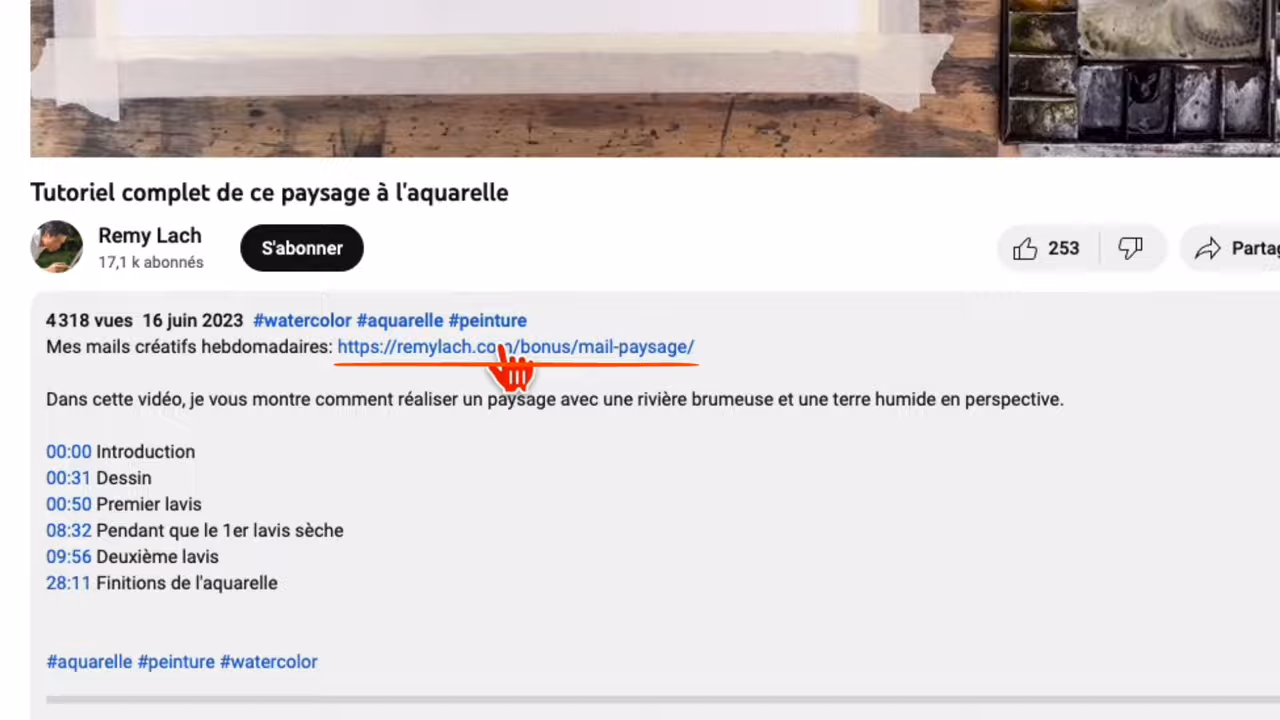 Tutoriel complet de ce paysage à l'aquarelle
Remy Lach
17,1 k abonnés
S'abonner
253
4 318 vues 16 juin 2023 #watercolor #aquarelle #peinture
Mes mails créatifs hebdomadaires: https://remylach.com/bonus/mail-paysage/
Dans cette vidéo, je vous montre comment réaliser un paysage avec une rivière brumeuse et une terre humide en perspective.
00:00 Introduction
00:31 Dessin
00:50 Premier lavis
08:32 Pendant que le 1er lavis sèche
09:56 Deuxième lavis
28:11 Finitions de l'aquarelle
#aquarelle #peinture #watercolor